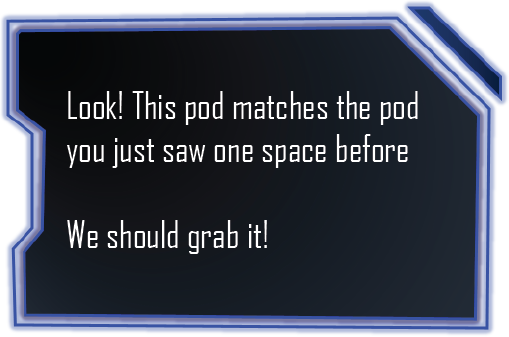 Look! This pod matches the pod
you just saw one space before
We should grab it!